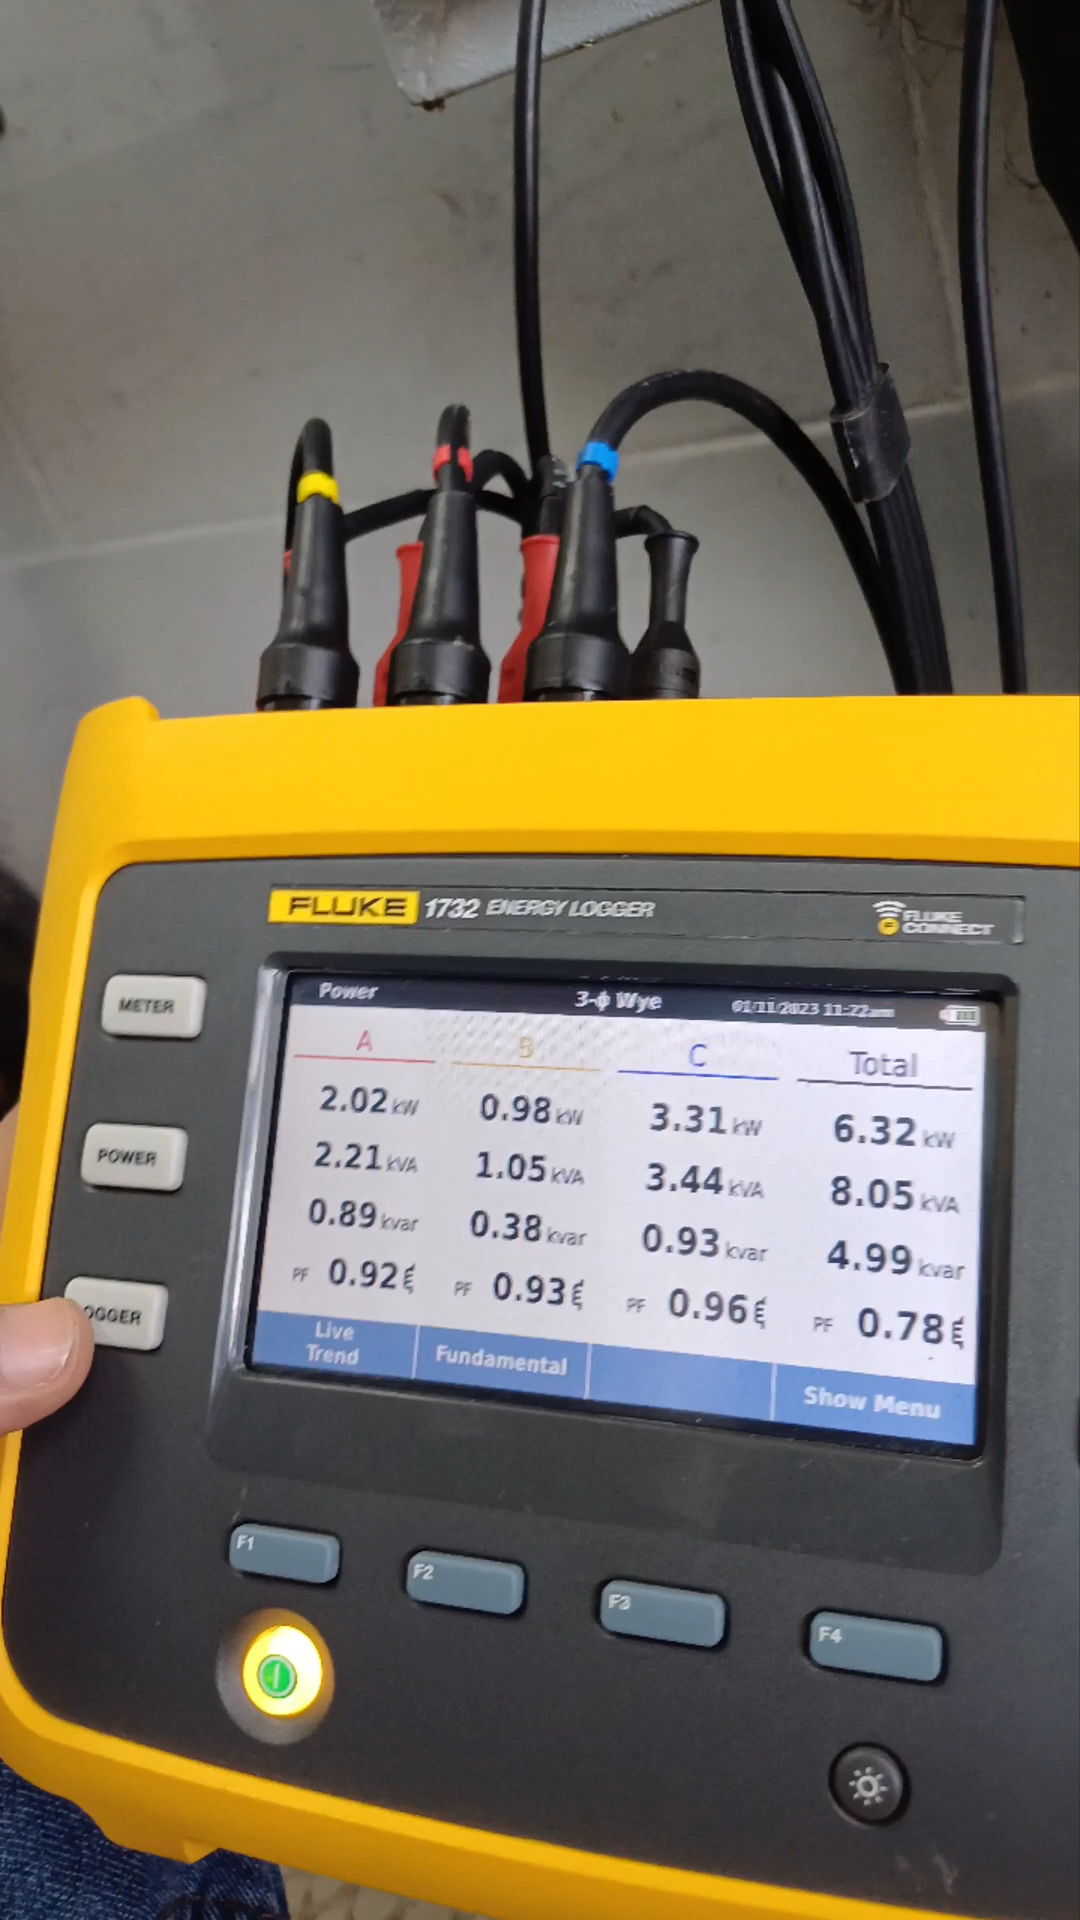 FLUKE 1732 ENERGY LOGGER
FLUKE CONNECT
METER
POWER
OGGER
Power 3-ф Wye 01/11/2023 11:22am
A B C Total
2.02 kW 0.98 kW 3.31 kW 6.32 kW
2.21 kVA 1.05 kVA 3.44 kVA 8.05 kVA
0.89 kvar 0.38 kvar 0.93 kvar 4.99 kvar
PF 0.92 PF 0.93 PF 0.96 PF 0.78
Live Trend Fundamental Show Menu
F1 F2 F3 F4